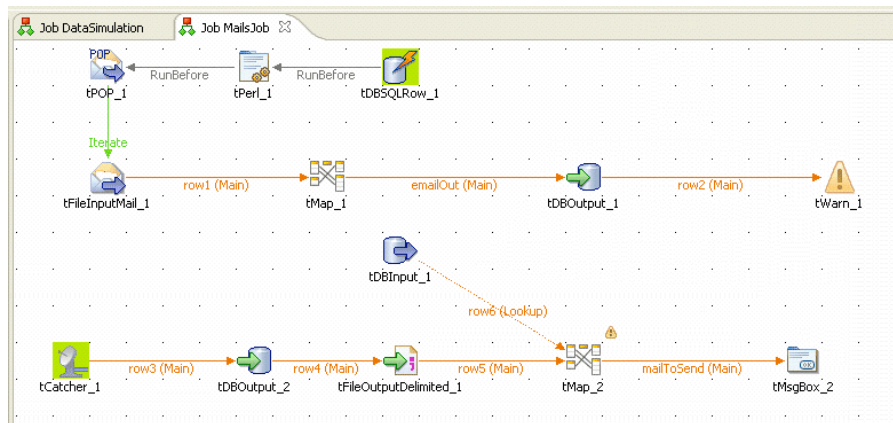 Job DataSimulation
Job MailsJob
POP
RunBefore
RunBefore
tPOP_1
tPerl_1
tDBSQLRow_1
Iterate
row1 (Main)
emailOut (Main)
row2 (Main)
tFileInputMail_1
tMap_1
tDBOutput_1
tWarn_1
tDBInput_1
row6 (Lookup)
row3 (Main)
row4 (Main)
row5 (Main)
mailToSend (Main)
tCatcher_1
tDBOutput_2
tFileOutputDelimited_1
tMap_2
tMsgBox_2